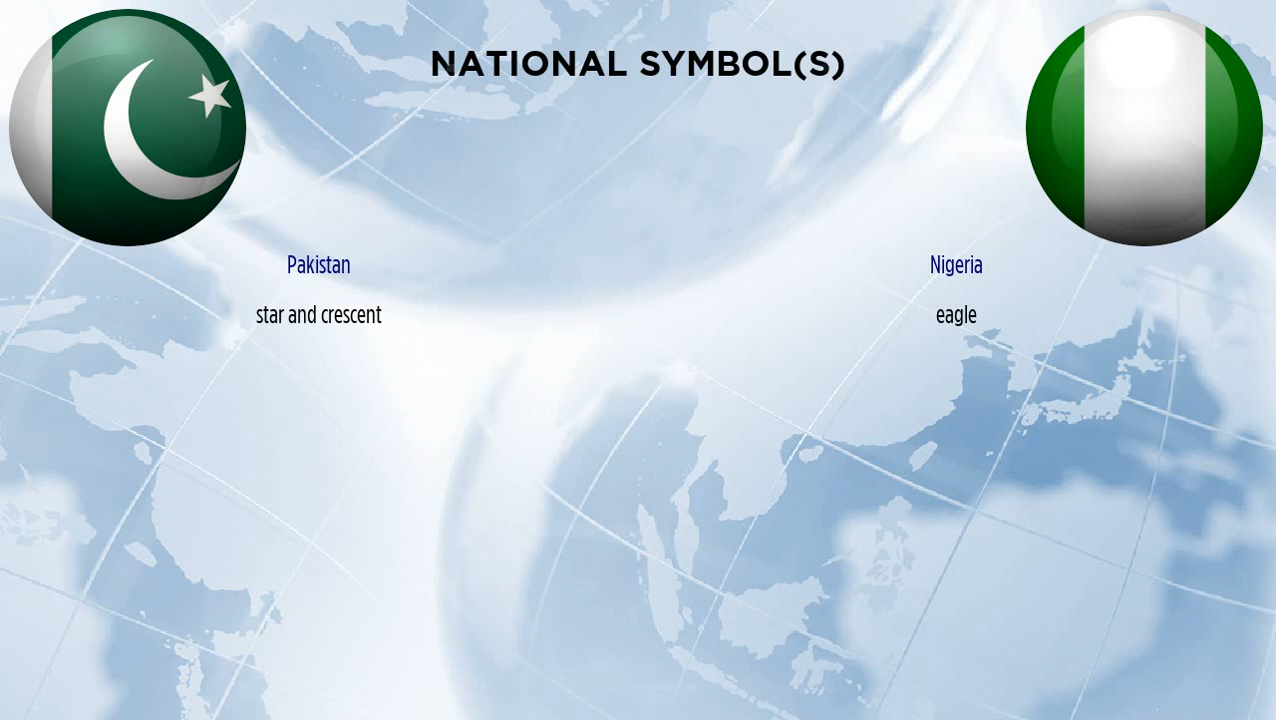 NATIONAL SYMBOL(S)
Pakistan
star and crescent
Nigeria
eagle